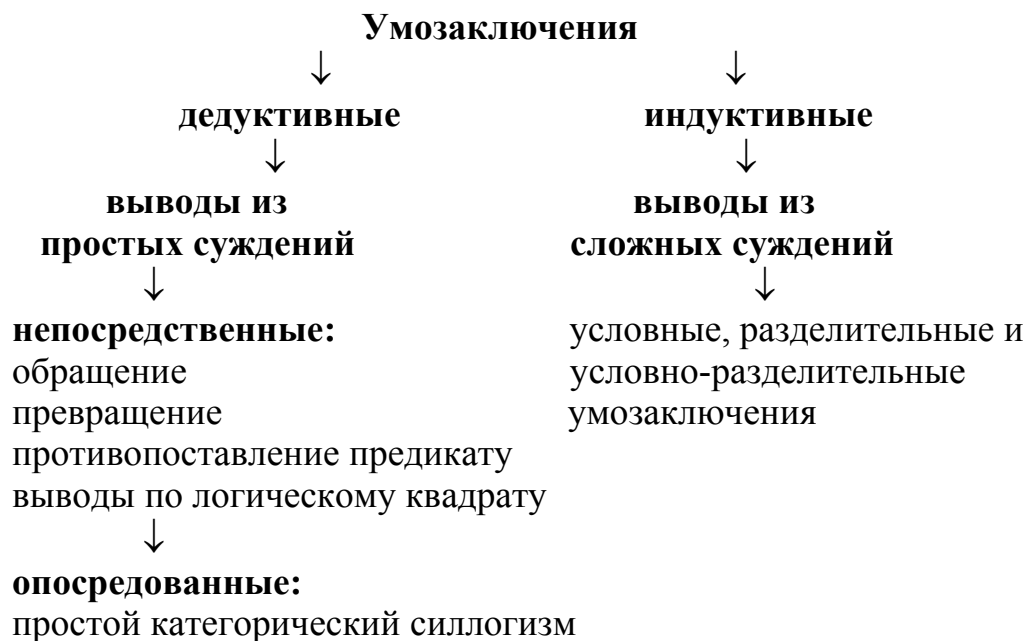 Умозаключения
↓ ↓
дедуктивные индуктивные
↓ ↓
выводы из выводы из
простых суждений сложных суждений
↓ ↓
непосредственные: условные, разделительные и
обращение условно-разделительные
превращение умозаключения
противопоставление предикату
выводы по логическому квадрату
↓
опосредованные:
простой категорический силлогизм